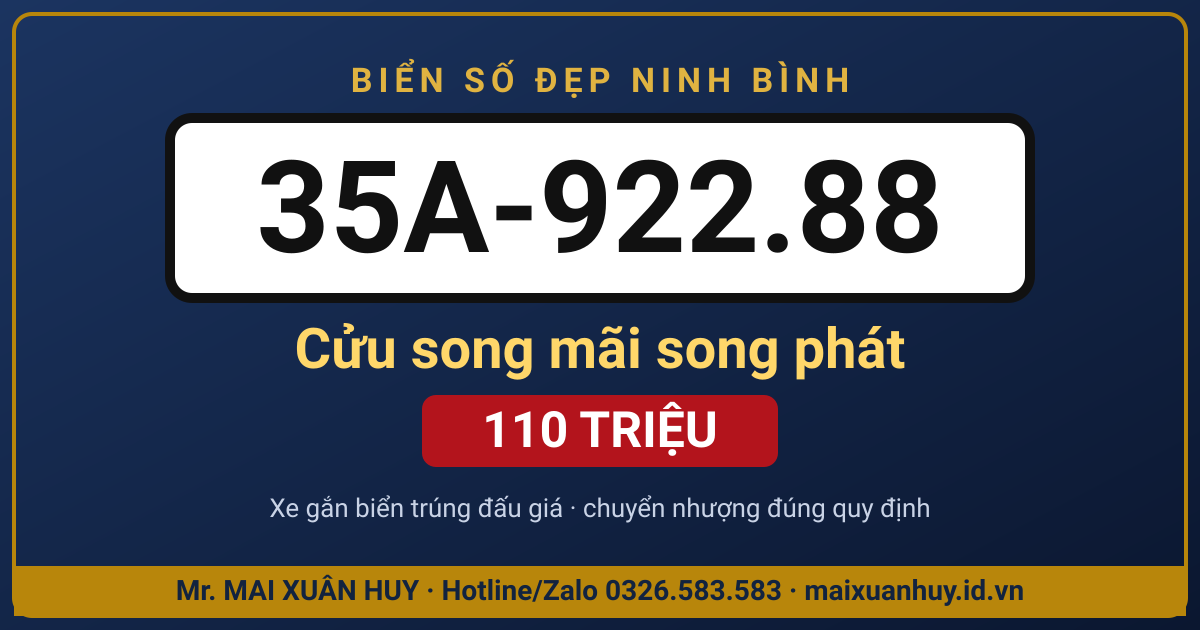 BIỂN SỐ ĐẸP NINH BÌNH
35A-922.88
Cửu song mãi song phát
110 TRIỆU
Xe gắn biển trúng đấu giá · chuyển nhượng đúng quy định
Mr. MAI XUÂN HUY · Hotline/Zalo 0326.583.583 · maixuanhuy.id.vn